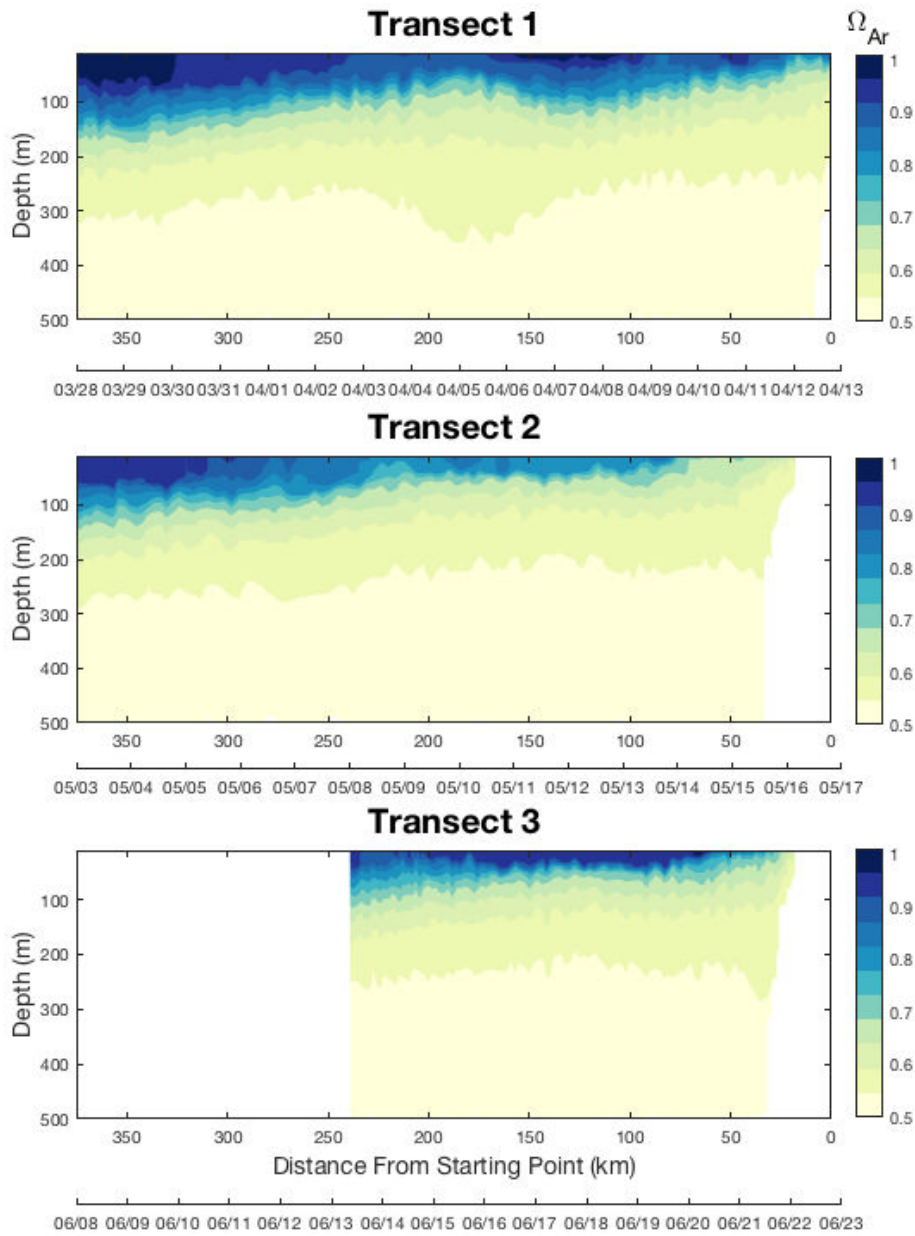 Transect 1
Ω Ar
Depth (m)
100
200
300
400
500
350 300 250 200 150 100 50 0
1
0.9
0.8
0.7
0.6
0.5
03/28 03/29 03/30 03/31 04/01 04/02 04/03 04/04 04/05 04/06 04/07 04/08 04/09 04/10 04/11 04/12 04/13
Transect 2
Depth (m)
100
200
300
400
500
350 300 250 200 150 100 50 0
1
0.9
0.8
0.7
0.6
0.5
05/03 05/04 05/05 05/06 05/07 05/08 05/09 05/10 05/11 05/12 05/13 05/14 05/15 05/16 05/17
Transect 3
Depth (m)
100
200
300
400
500
350 300 250 200 150 100 50 0
1
0.9
0.8
0.7
0.6
0.5
Distance From Starting Point (km)
06/08 06/09 06/10 06/11 06/12 06/13 06/14 06/15 06/16 06/17 06/18 06/19 06/20 06/21 06/22 06/23